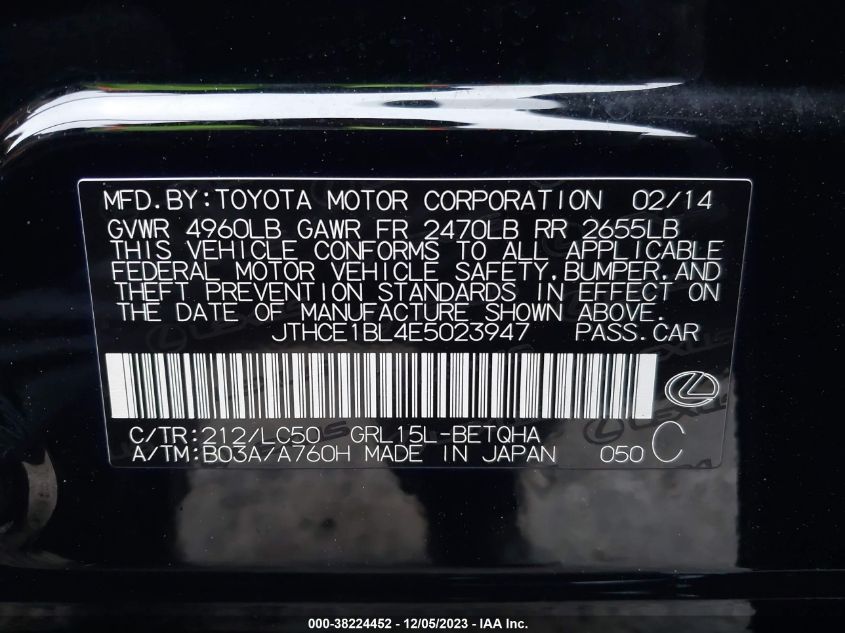 MFD.BY:TOYOTA MOTOR CORPORATION 02/14
GVWR 4960LB GAWR FR 2470LB RR 2655LB
THIS VEHICLE CONFORMS TO ALL APPLICABLE
FEDERAL MOTOR VEHICLE SAFETY,BUMPER,AND
THEFT PREVENTION STANDARDS IN EFFECT ON
THE DATE OF MANUFACTURE SHOWN ABOVE.
JTHCE1BL4E5023947 PASS.CAR
C/TR:212/LC50 GRL15L-BETQHA
A/TM:B03A/A760H MADE IN JAPAN 050 C
LEXUS
000-38224452 - 12/05/2023 - IAA Inc.